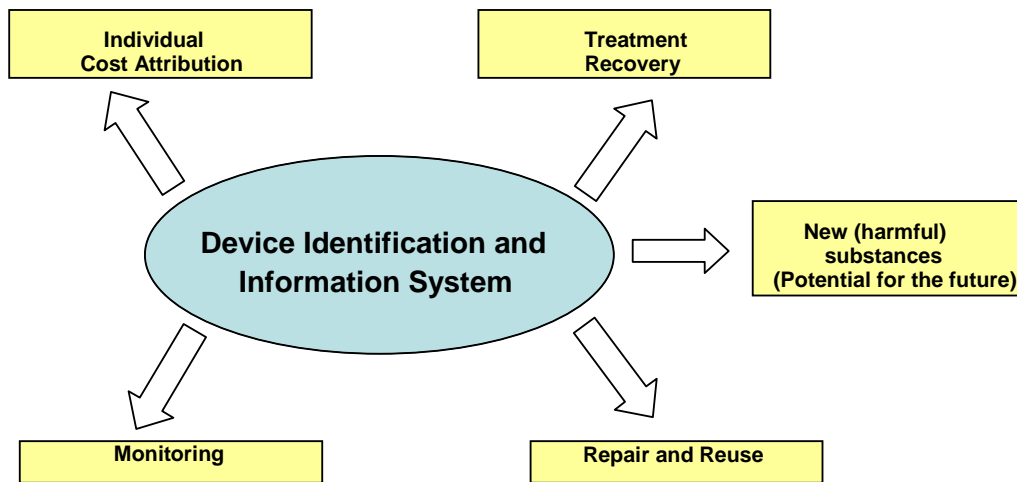 Individual
Cost Attribution
Treatment
Recovery
Device Identification and
Information System
New (harmful)
substances
(Potential for the future)
Monitoring
Repair and Reuse